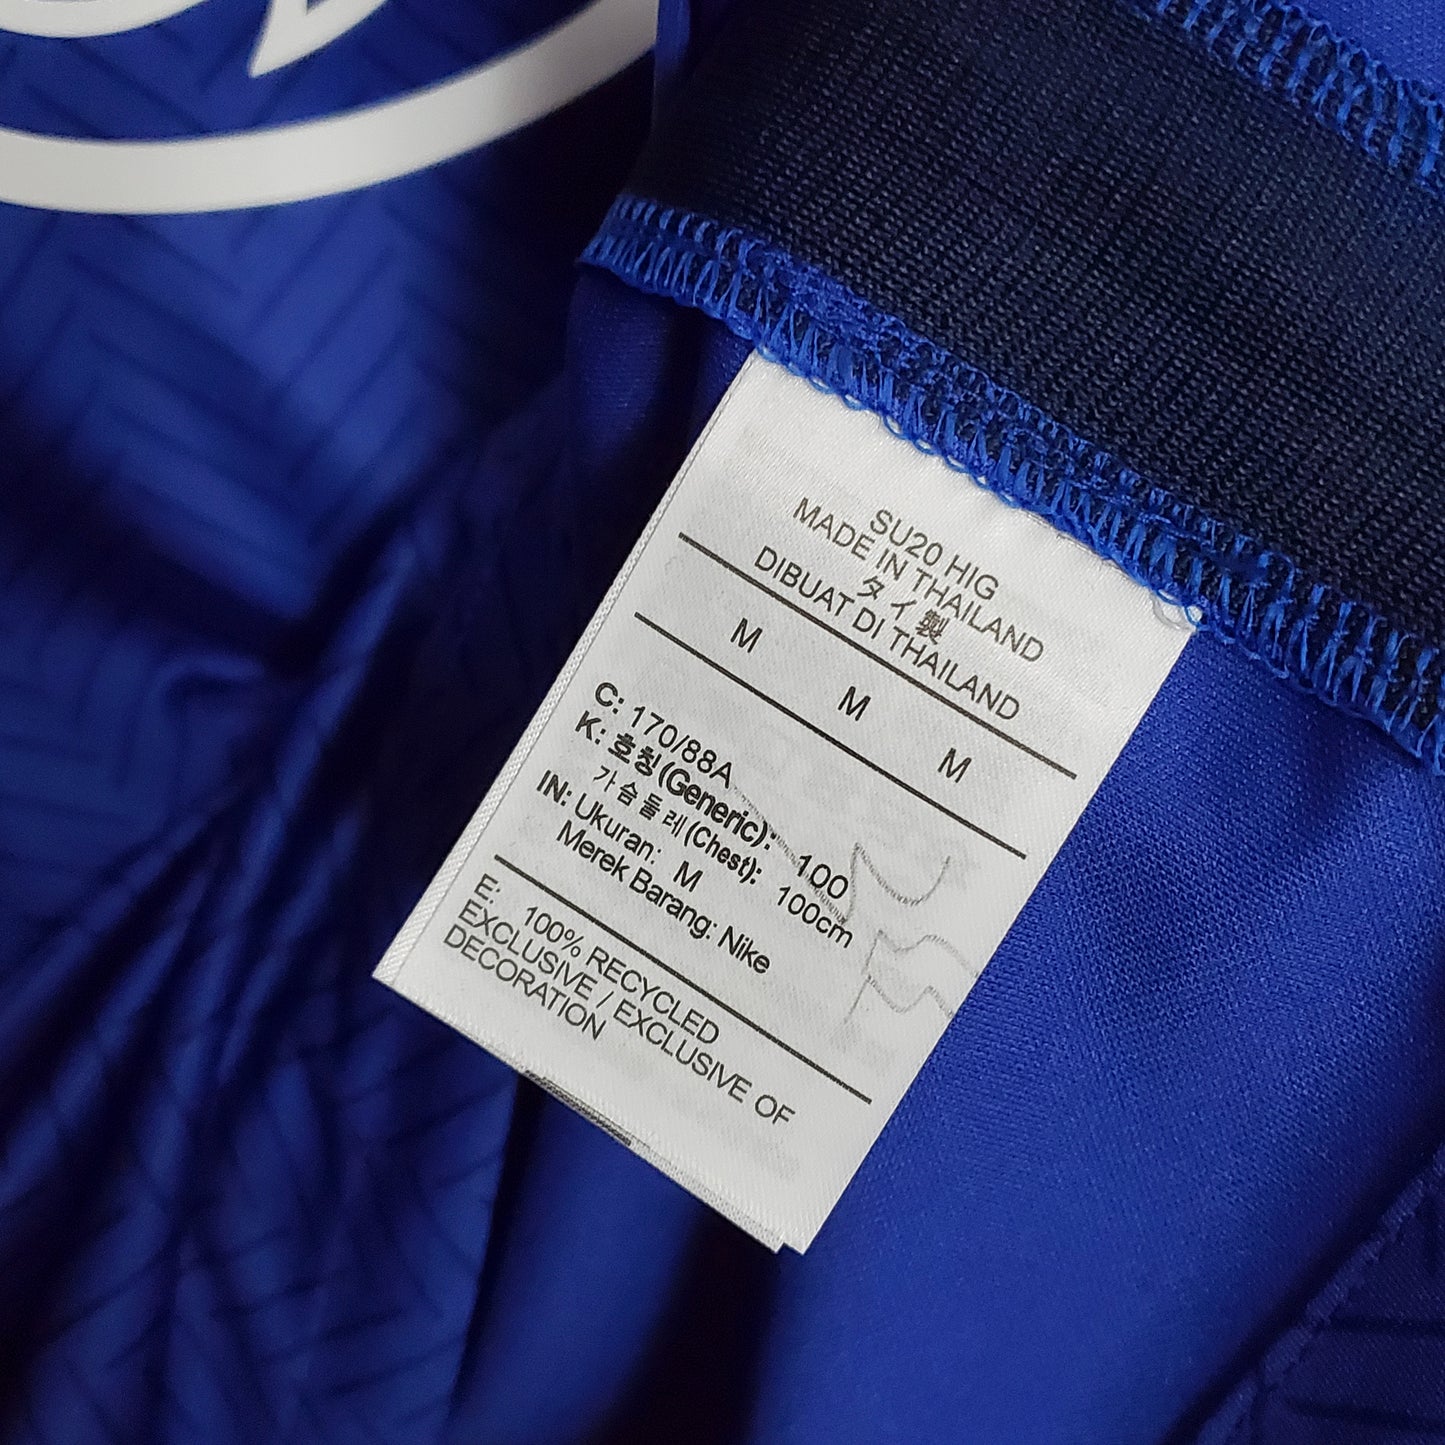 SU20 HIG
MADE IN THAILAND
タイ製
DIBUAT DI THAILAND
M M M
C: 170/88A
K: 호칭(Generic): 100
가슴둘레(Chest): 100cm
IN: Ukuran: M
Merek Barang: Nike
E: 100% RECYCLED
EXCLUSIVE / EXCLUSIVE OF
DECORATION